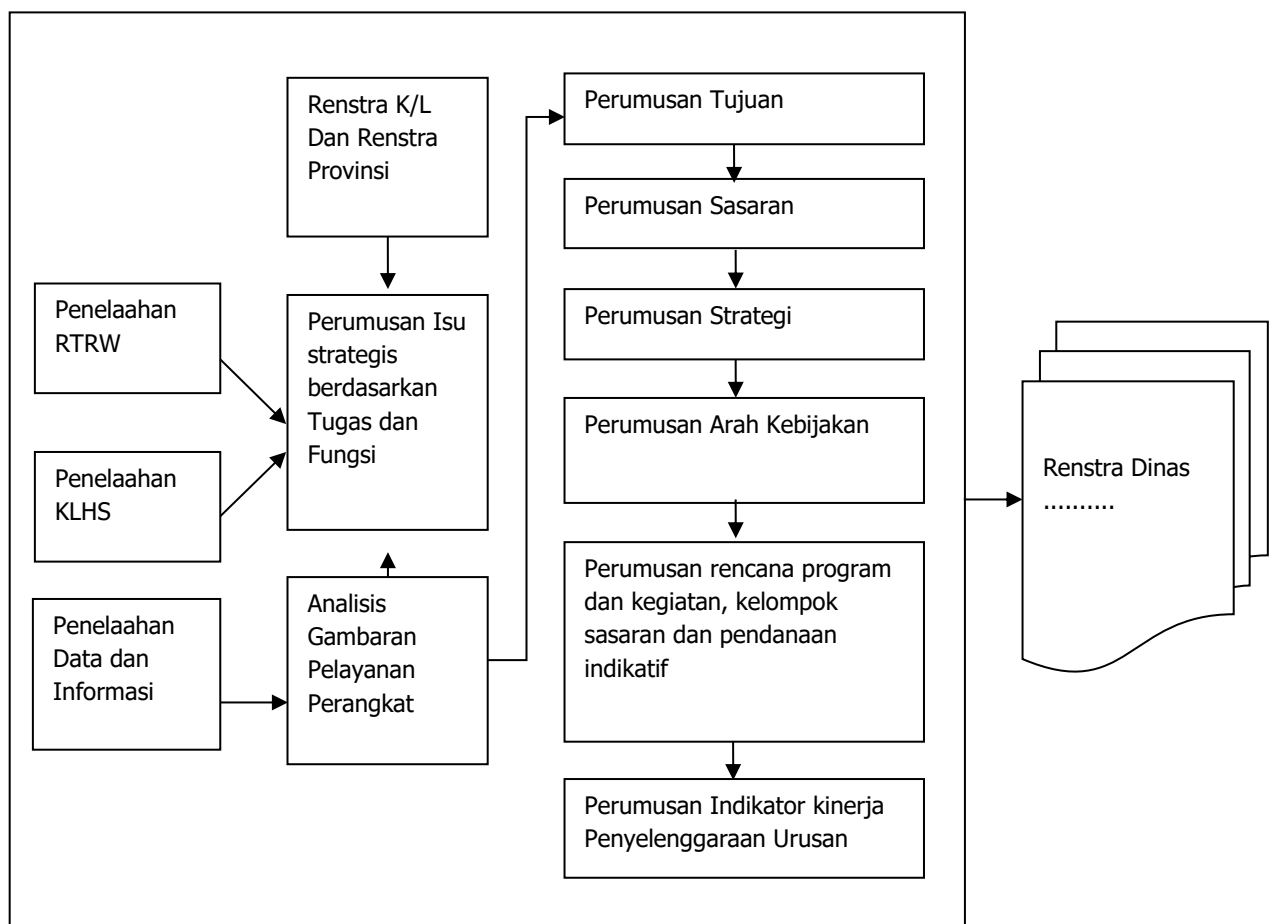 Renstra K/L
Dan Renstra
Provinsi
Penelaahan
RTRW
Perumusan Isu
strategis
berdasarkan
Tugas dan
Fungsi
Penelaahan
KLHS
Penelaahan
Data dan
Informasi
Analisis
Gambaran
Pelayanan
Perangkat
Perumusan Tujuan
Perumusan Sasaran
Perumusan Strategi
Perumusan Arah Kebijakan
Perumusan rencana program
dan kegiatan, kelompok
sasaran dan pendanaan
indikatif
Perumusan Indikator kinerja
Penyelenggaraan Urusan
Renstra Dinas
..........